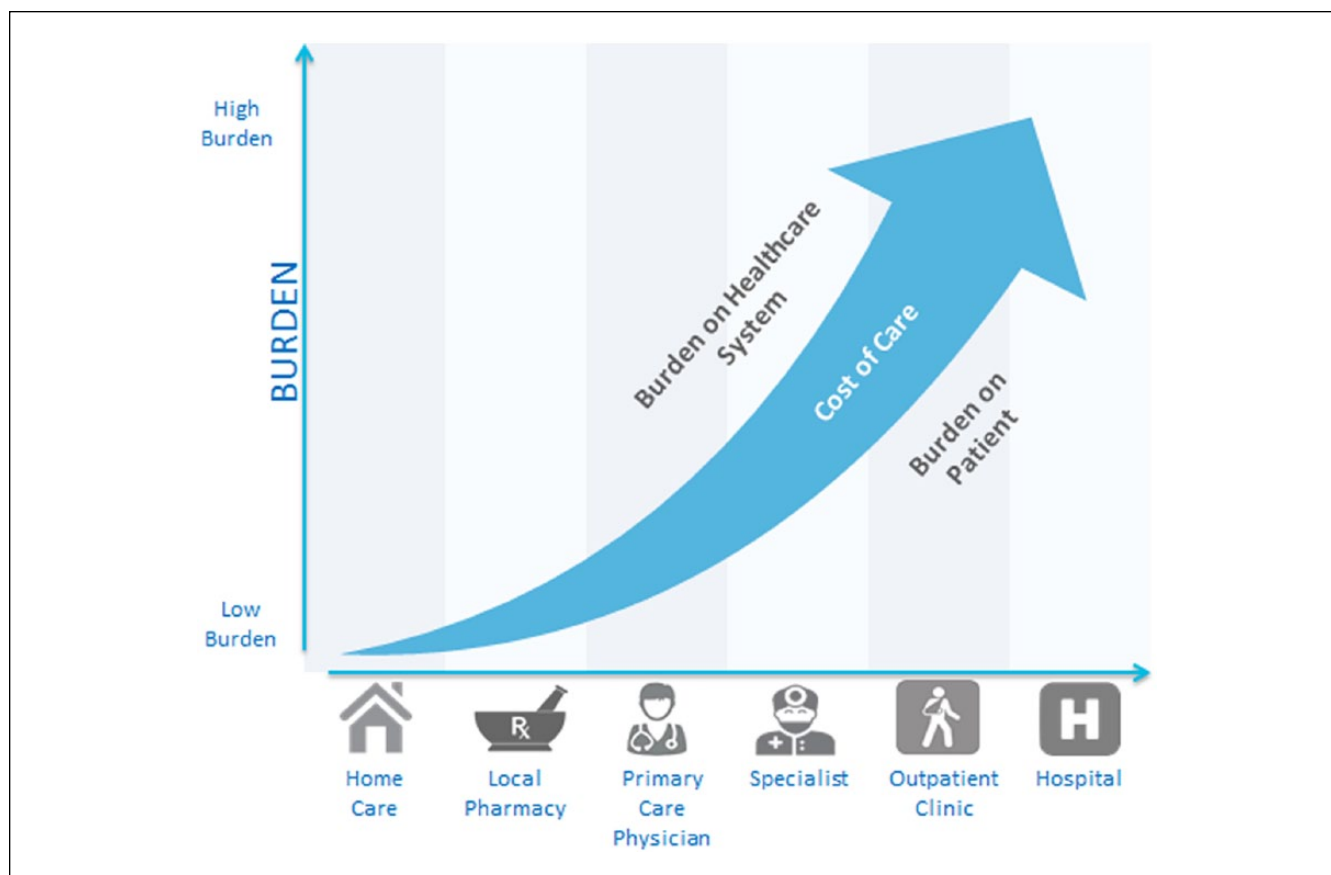 High
Burden
BURDEN
Low
Burden
Burden on Healthcare
System
Cost of Care
Burden on
Patient
Rx
H
Home
Care
Local
Pharmacy
Primary
Care
Physician
Specialist
Outpatient
Clinic
Hospital